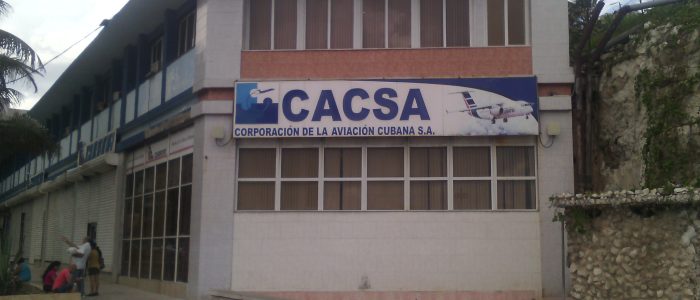 CACSA
CORPORACIÓN DE LA AVIACIÓN CUBANA S.A.